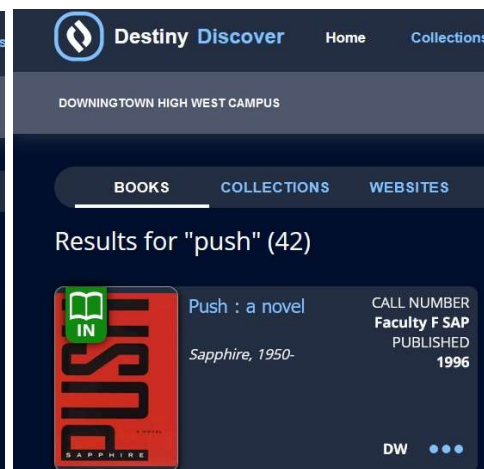 Destiny Discover Home Collections
DOWNINGTOWN HIGH WEST CAMPUS
BOOKS COLLECTIONS WEBSITES
Results for "push" (42)
IN
PUSH
A NOVEL
SAPPHIRE
Push : a novel
Sapphire, 1950-
CALL NUMBER
Faculty F SAP
PUBLISHED
1996
DW